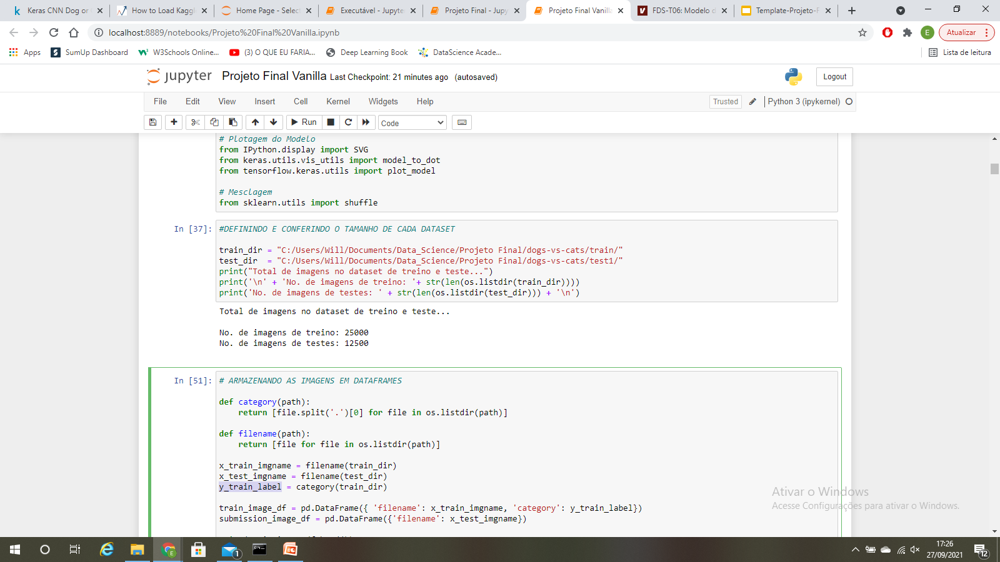 Keras CNN Dog or
How to Load Kaggl
Home Page - Select
Executável - Jupyte
Projeto Final - Jup
Projeto Final Vanilla
FDS-T06: Modelo d
Template-Projeto-F
localhost:8889/notebooks/Projeto%20Final%20Vanilla.ipynb
E
Atualizar
Apps
SumUp Dashboard
W3Schools Online...
(3) O QUE EU FARIA...
Deep Learning Book
DataScience Acade...
Lista de leitura
jupyter Projeto Final Vanilla Last Checkpoint: 21 minutes ago (autosaved)
Logout
File Edit View Insert Cell Kernel Widgets Help
Trusted
Python 3 (ipykernel)
Run
Code
# Plotagem do Modelo
from IPython.display import SVG
from keras.utils.vis_utils import model_to_dot
from tensorflow.keras.utils import plot_model
# Mesclagem
from sklearn.utils import shuffle
In [37]:
#DEFININDO E CONFERINDO O TAMANHO DE CADA DATASET
train_dir = "C:/Users/Will/Documents/Data_Science/Projeto Final/dogs-vs-cats/train/"
test_dir  = "C:/Users/Will/Documents/Data_Science/Projeto Final/dogs-vs-cats/test1/"
print("Total de imagens no dataset de treino e teste...")
print('\n' + 'No. de imagens de treino: '+ str(len(os.listdir(train_dir))))
print('No. de imagens de testes: ' + str(len(os.listdir(test_dir))) + '\n')
Total de imagens no dataset de treino e teste...
No. de imagens de treino: 25000
No. de imagens de testes: 12500
In [51]:
# ARMAZENANDO AS IMAGENS EM DATAFRAMES
def category(path):
    return [file.split('.')[0] for file in os.listdir(path)]
def filename(path):
    return [file for file in os.listdir(path)]
x_train_imgname = filename(train_dir)
x_test_imgname = filename(test_dir)
y_train_label = category(train_dir)
train_image_df = pd.DataFrame({ 'filename': x_train_imgname, 'category': y_train_label})
submission_image_df = pd.DataFrame({'filename': x_test_imgname})
Ativar o Windows
Acesse Configurações para ativar o Windows.
1
17:26
27/09/2021
12